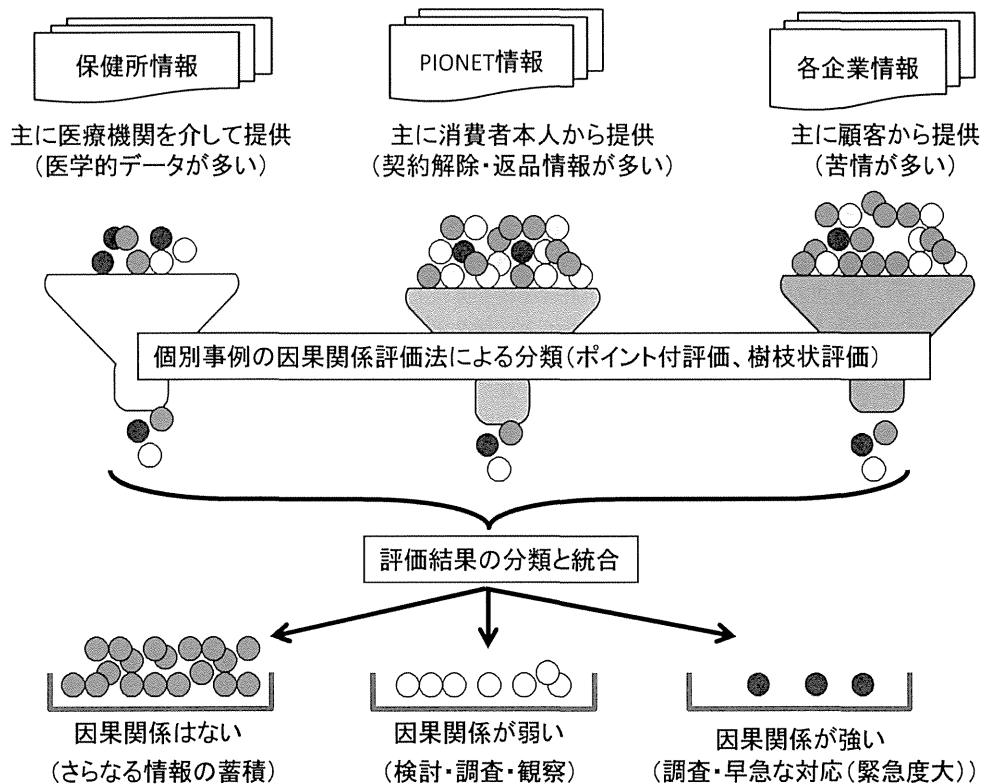 保健所情報
PIONET情報
各企業情報
主に医療機関を介して提供
(医学的データが多い)
主に消費者本人から提供
(契約解除・返品情報が多い)
主に顧客から提供
(苦情が多い)
個別事例の因果関係評価法による分類(ポイント付評価、樹枝状評価)
評価結果の分類と統合
因果関係はない
(さらなる情報の蓄積)
因果関係が弱い
(検討・調査・観察)
因果関係が強い
(調査・早急な対応(緊急度大))